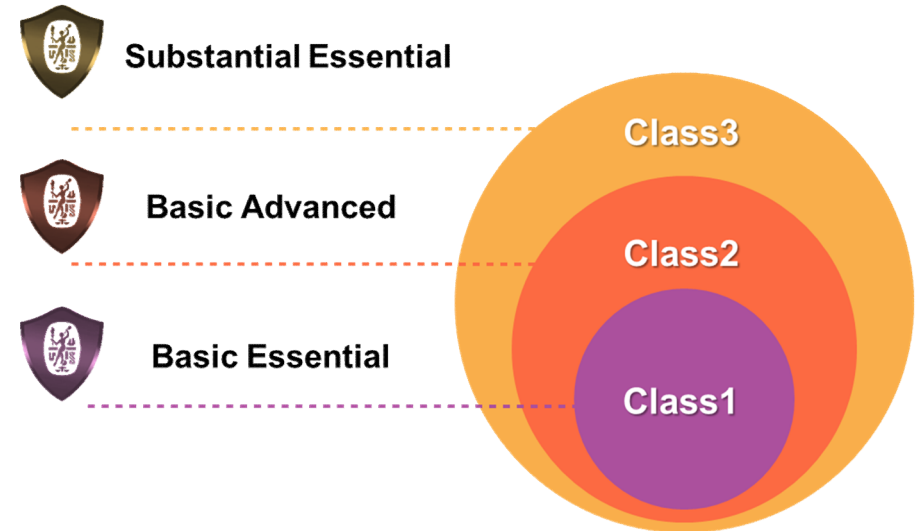 Substantial Essential
Class3
Basic Advanced
Class2
Basic Essential
Class1